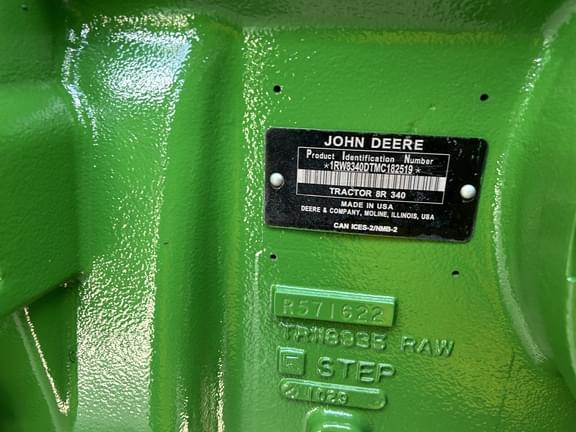 JOHN DEERE
Product Identification Number
*1RW8340DTMC182519*
TRACTOR 8R 340
MADE IN USA
DEERE & COMPANY, MOLINE, ILLINOIS, USA
CAN ICES-2/NMB-2
R571622
RAW
STEP
1029